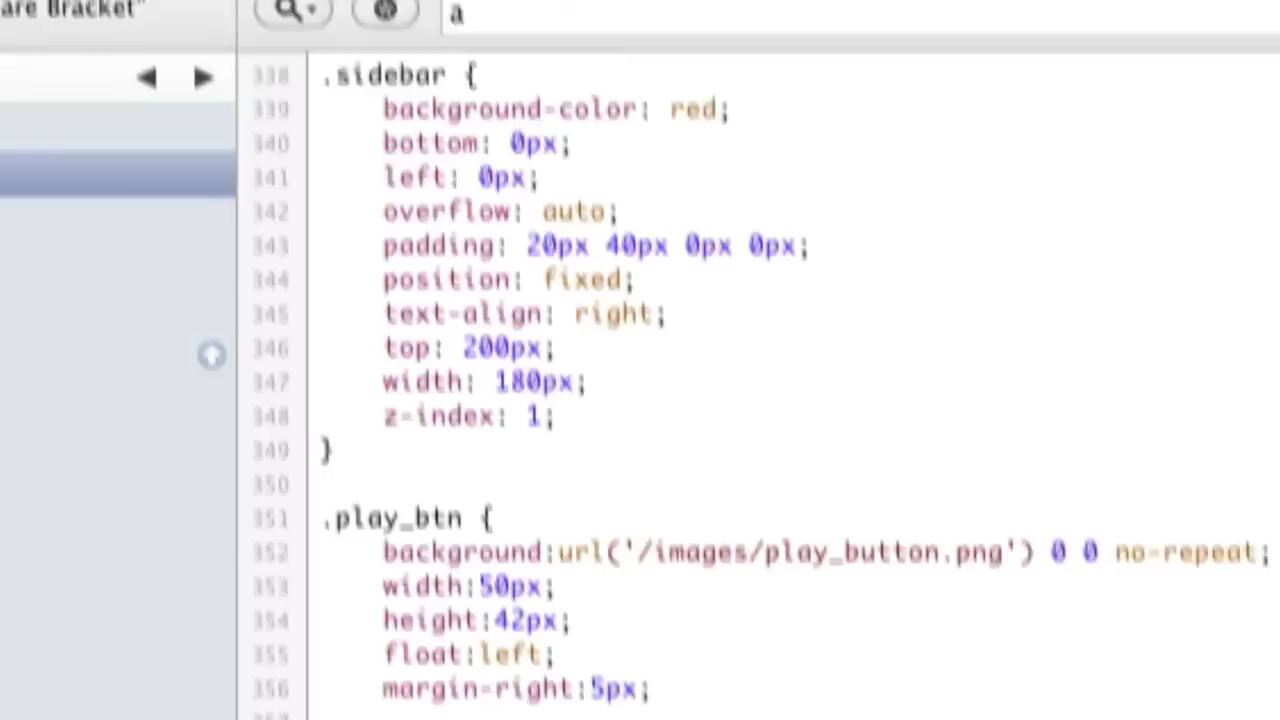 are Bracket"
a
338 .sidebar {
339 background-color: red;
340 bottom: 0px;
341 left: 0px;
342 overflow: auto;
343 padding: 20px 40px 0px 0px;
344 position: fixed;
345 text-align: right;
346 top: 200px;
347 width: 180px;
348 z-index: 1;
349 }
350
351 .play_btn {
352 background:url('/images/play_button.png') 0 0 no-repeat;
353 width:50px;
354 height:42px;
355 float:left;
356 margin-right:5px;